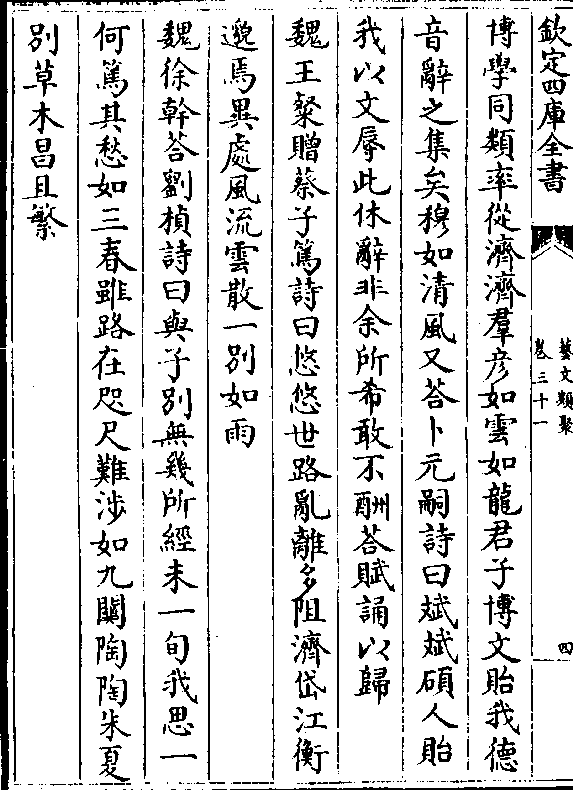 欽定四庫全書
藝文類聚
卷三十一
四
博學同類率從濟濟羣彦如雲如龍君子博文貽我德
音辭之集矣穆如清風又荅卜元嗣詩曰斌斌碩人貽
我以文辱此休辭非余所希敢不酬荅賦誦以歸
魏王粲贈蔡子篤詩曰悠悠世路亂離多阻濟岱江衡
邈焉異處風流雲散一別如雨
魏徐幹荅劉楨詩曰與子別無幾所經未一旬我思一
何篤其愁如三春雖路在咫尺難涉如九關陶陶朱夏
別草木昌且繁